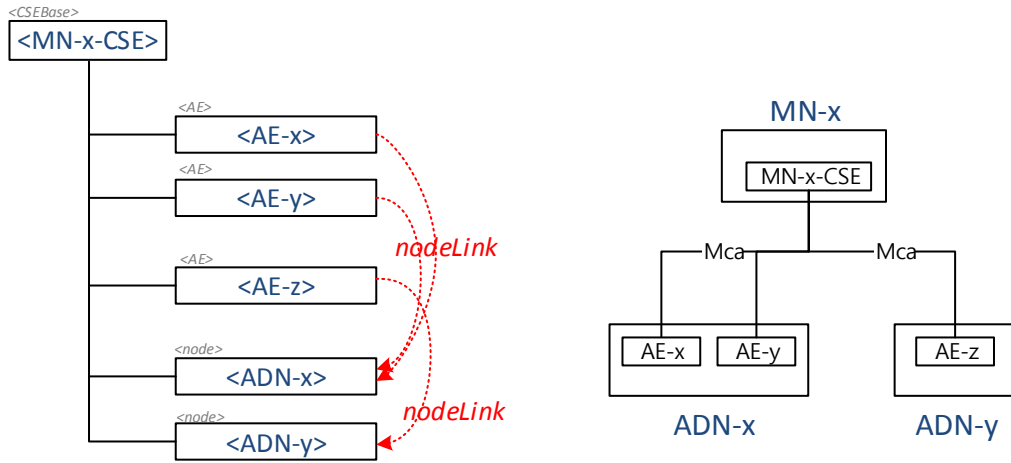 <CSEBase>
<MN-x-CSE>
<AE>
<AE-x>
<AE>
<AE-y>
nodeLink
<AE>
<AE-z>
<node>
<ADN-x>
nodeLink
<node>
<ADN-y>
MN-x
MN-x-CSE
Mca
Mca
AE-x
AE-y
AE-z
ADN-x
ADN-y